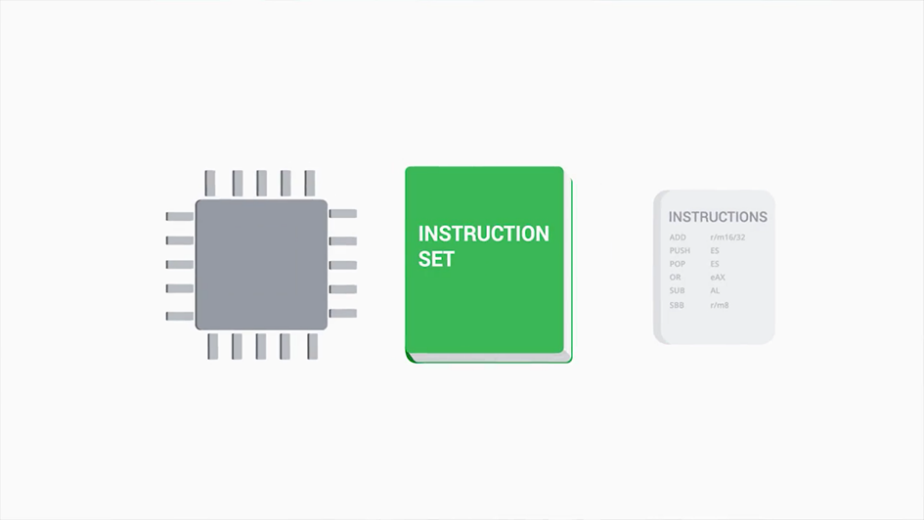 INSTRUCTION
SET
INSTRUCTIONS
ADD r/m16/32
PUSH ES
POP ES
OR eAX
SUB AL
SBB r/m8